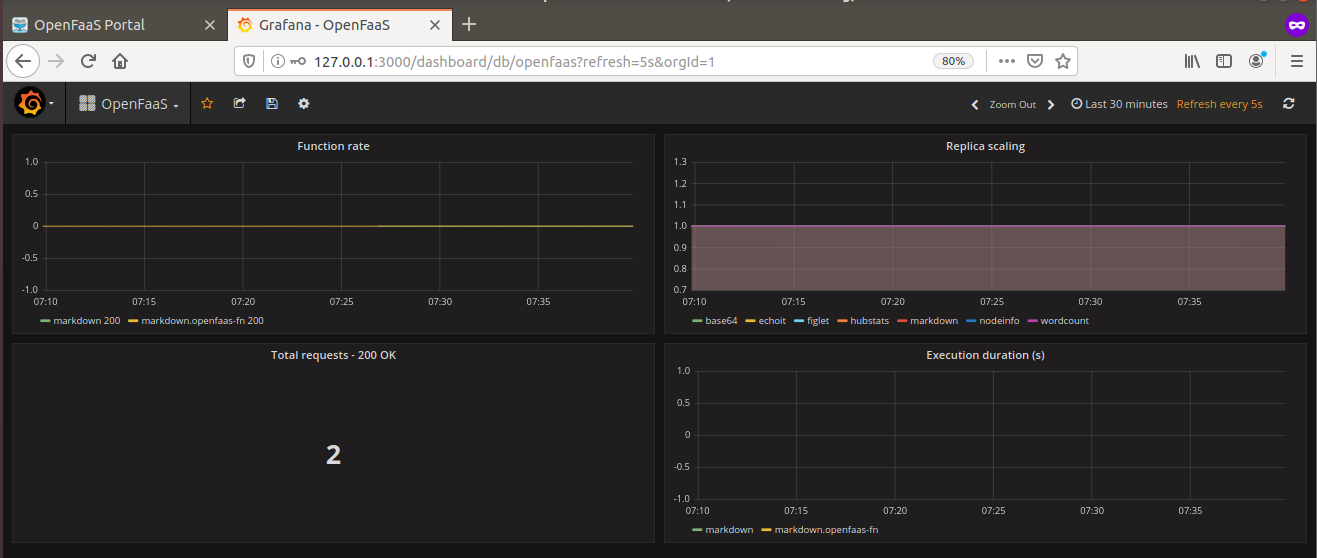 OpenFaaS Portal
Grafana - OpenFaaS
127.0.0.1:3000/dashboard/db/openfaas?refresh=5s&orgId=1
80%
OpenFaaS
Zoom Out
Last 30 minutes
Refresh every 5s
Function rate
1.0
0.5
0
-0.5
-1.0
07:10 07:15 07:20 07:25 07:30 07:35
markdown 200 markdown.openfaas-fn 200
Replica scaling
1.3
1.2
1.1
1.0
0.9
0.8
0.7
07:10 07:15 07:20 07:25 07:30 07:35
base64 echoit figlet hubstats markdown nodeinfo wordcount
Total requests - 200 OK
2
Execution duration (s)
1.0
0.5
0
-0.5
-1.0
07:10 07:15 07:20 07:25 07:30 07:35
markdown markdown.openfaas-fn